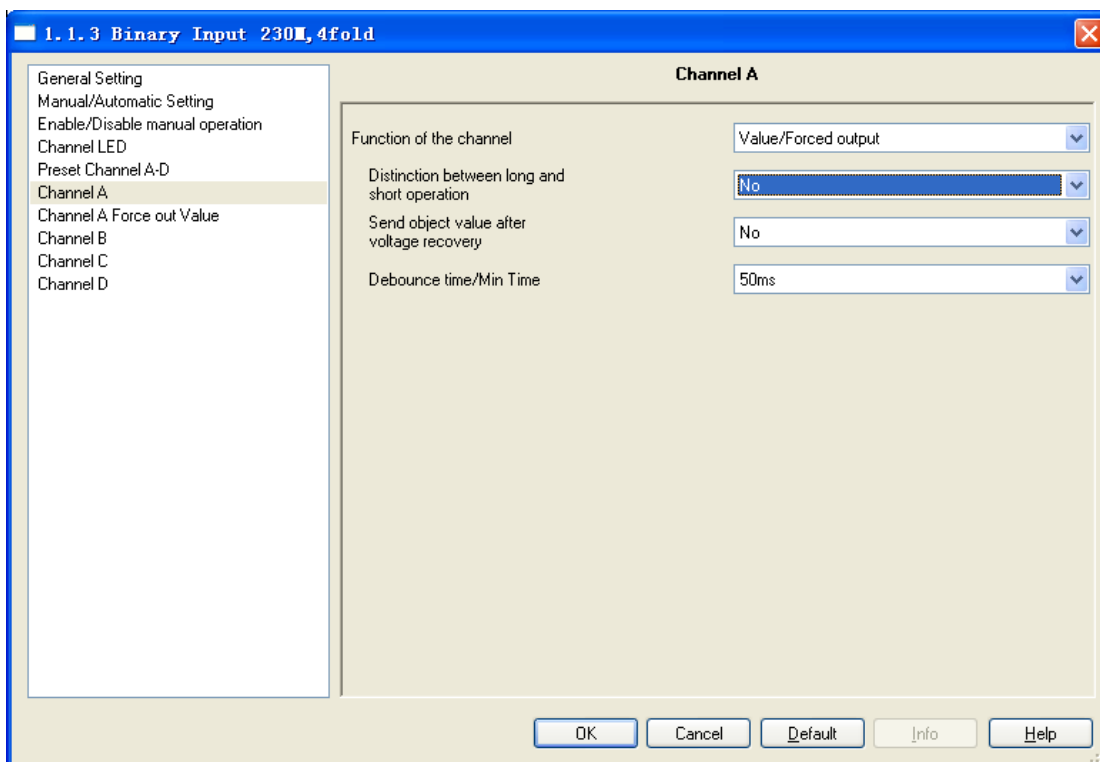 1.1.3 Binary Input 230M,4fold
General Setting
Manual/Automatic Setting
Enable/Disable manual operation
Channel LED
Preset Channel A-D
Channel A
Channel A Force out Value
Channel B
Channel C
Channel D
Channel A
Function of the channel
Value/Forced output
Distinction between long and
short operation
No
Send object value after
voltage recovery
No
Debounce time/Min Time
50ms
OK
Cancel
Default
Info
Help